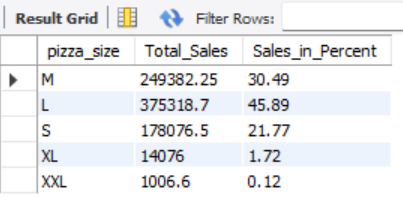 Result Grid Filter Rows:
pizza_size Total_Sales Sales_in_Percent
M 249382.25 30.49
L 375318.7 45.89
S 178076.5 21.77
XL 14076 1.72
XXL 1006.6 0.12